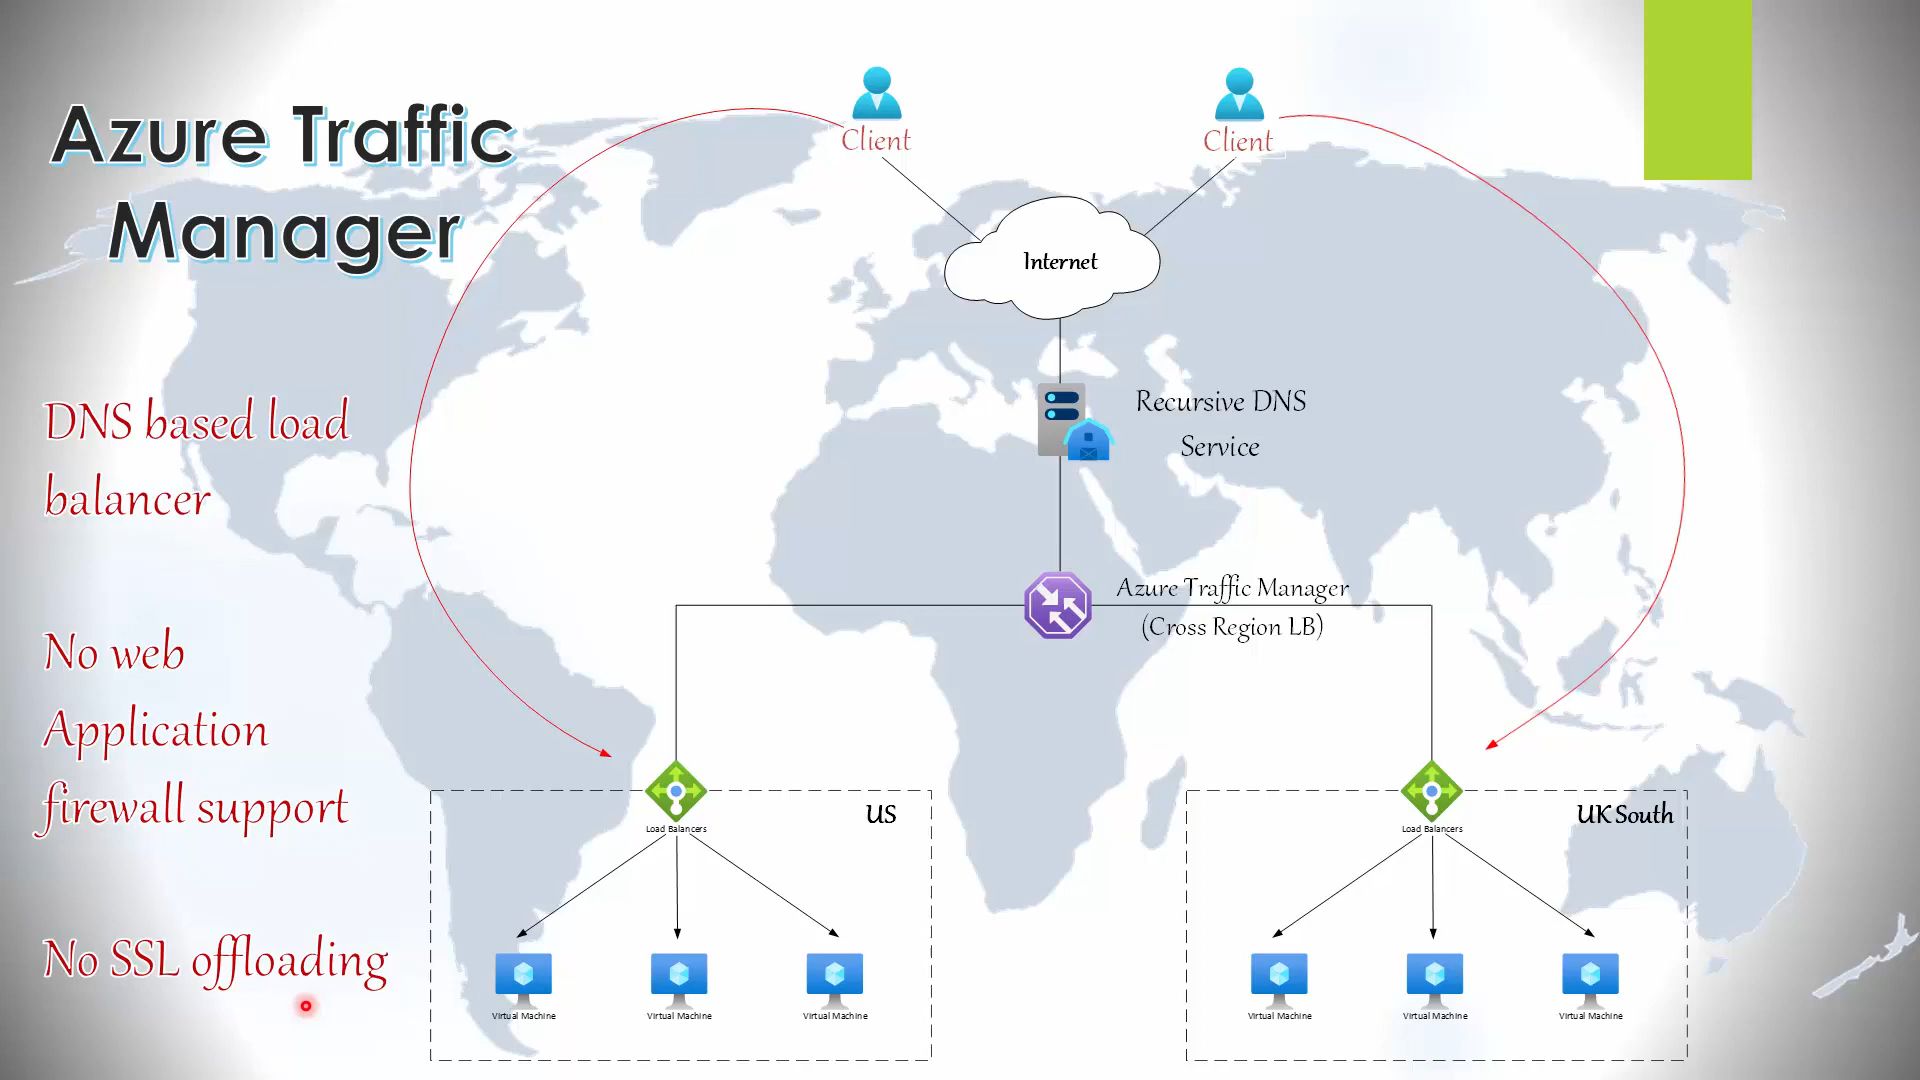 Azure Traffic
Manager
DNS based load
balancer
No web
Application
firewall support
No SSL offloading
Client
Client
Internet
Recursive DNS
Service
Azure Traffic Manager
(Cross Region LB)
US
Load Balancers
Virtual Machine
Virtual Machine
Virtual Machine
UK South
Load Balancers
Virtual Machine
Virtual Machine
Virtual Machine